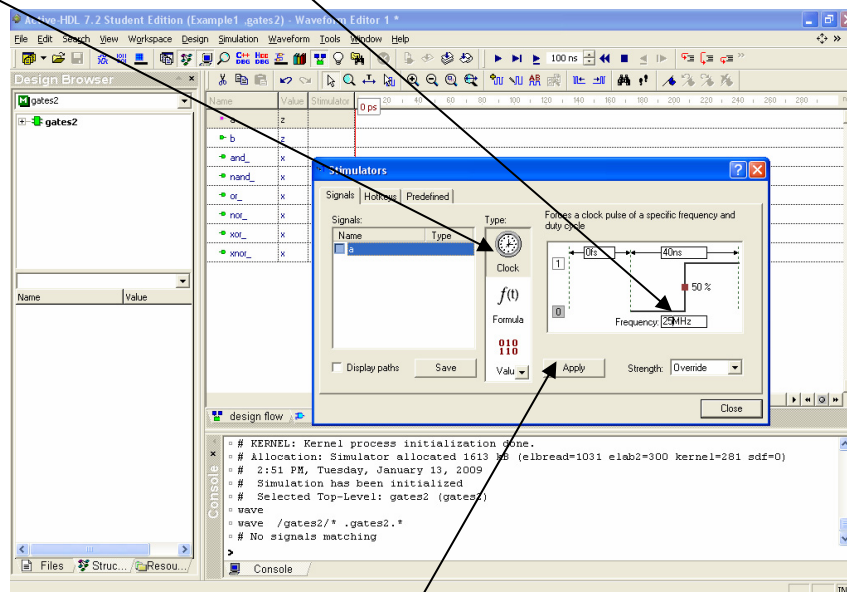 Active-HDL 7.2 Student Edition (Example1 ,gates2) - Waveform Editor 1 *
File Edit Search View Workspace Design Simulation Waveform Tools Window Help
100 ns
Design Browser
gates2
gates2
Name Value
Name Value Stimulator
0 ps
20 40 60 80 100 120 140 160 180 200 220 240 260 280
a z
b z
and_ x
nand_ x
or_ x
nor_ x
xor_ x
xnor_ x
Stimulators
Signals Hotkeys Predefined
Signals:
Name Type
a
Display paths Save
Type:
Clock
f(t)
Formula
010
110
Valu
Forces a clock pulse of a specific frequency and
duty cycle
0fs 40ns
1
50 %
0
Frequency: 25MHz
Apply Strength: Override
Close
design flow
# KERNEL: Kernel process initialization done.
# Allocation: Simulator allocated 1613 kB (elbread=1031 elab2=300 kernel=281 sdf=0)
# 2:51 PM, Tuesday, January 13, 2009
# Simulation has been initialized
# Selected Top-Level: gates2 (gates2)
wave
wave /gates2/* .gates2.*
# No signals matching
>
Console
Files Struc... Resou...
Console